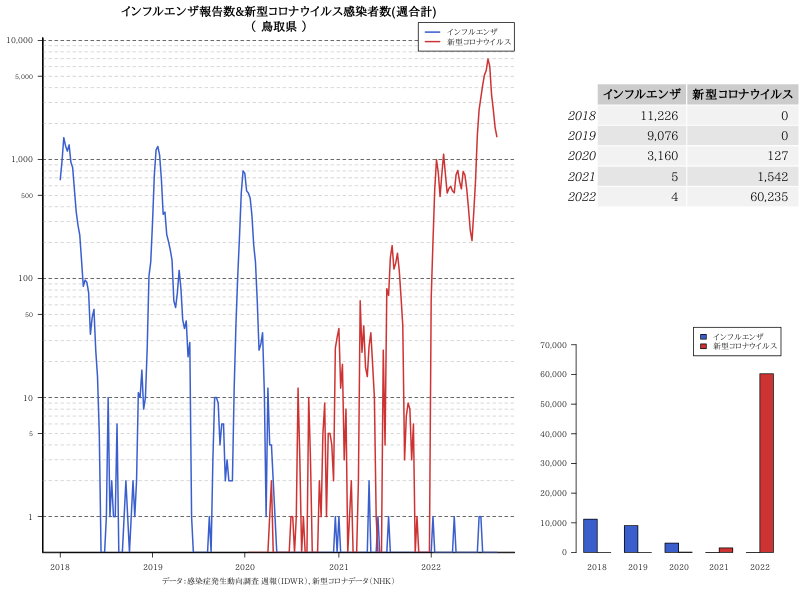 インフルエンザ報告数&新型コロナウイルス感染者数(週合計)
( 鳥取県 )
インフルエンザ
新型コロナウイルス
10,000
5,000
1,000
500
100
50
10
5
1
2018 2019 2020 2021 2022
データ:感染症発生動向調査 週報(IDWR)、新型コロナデータ(NHK)
インフルエンザ 新型コロナウイルス
2018 11,226 0
2019 9,076 0
2020 3,160 127
2021 5 1,542
2022 4 60,235
インフルエンザ
新型コロナウイルス
70,000
60,000
50,000
40,000
30,000
20,000
10,000
0
2018 2019 2020 2021 2022